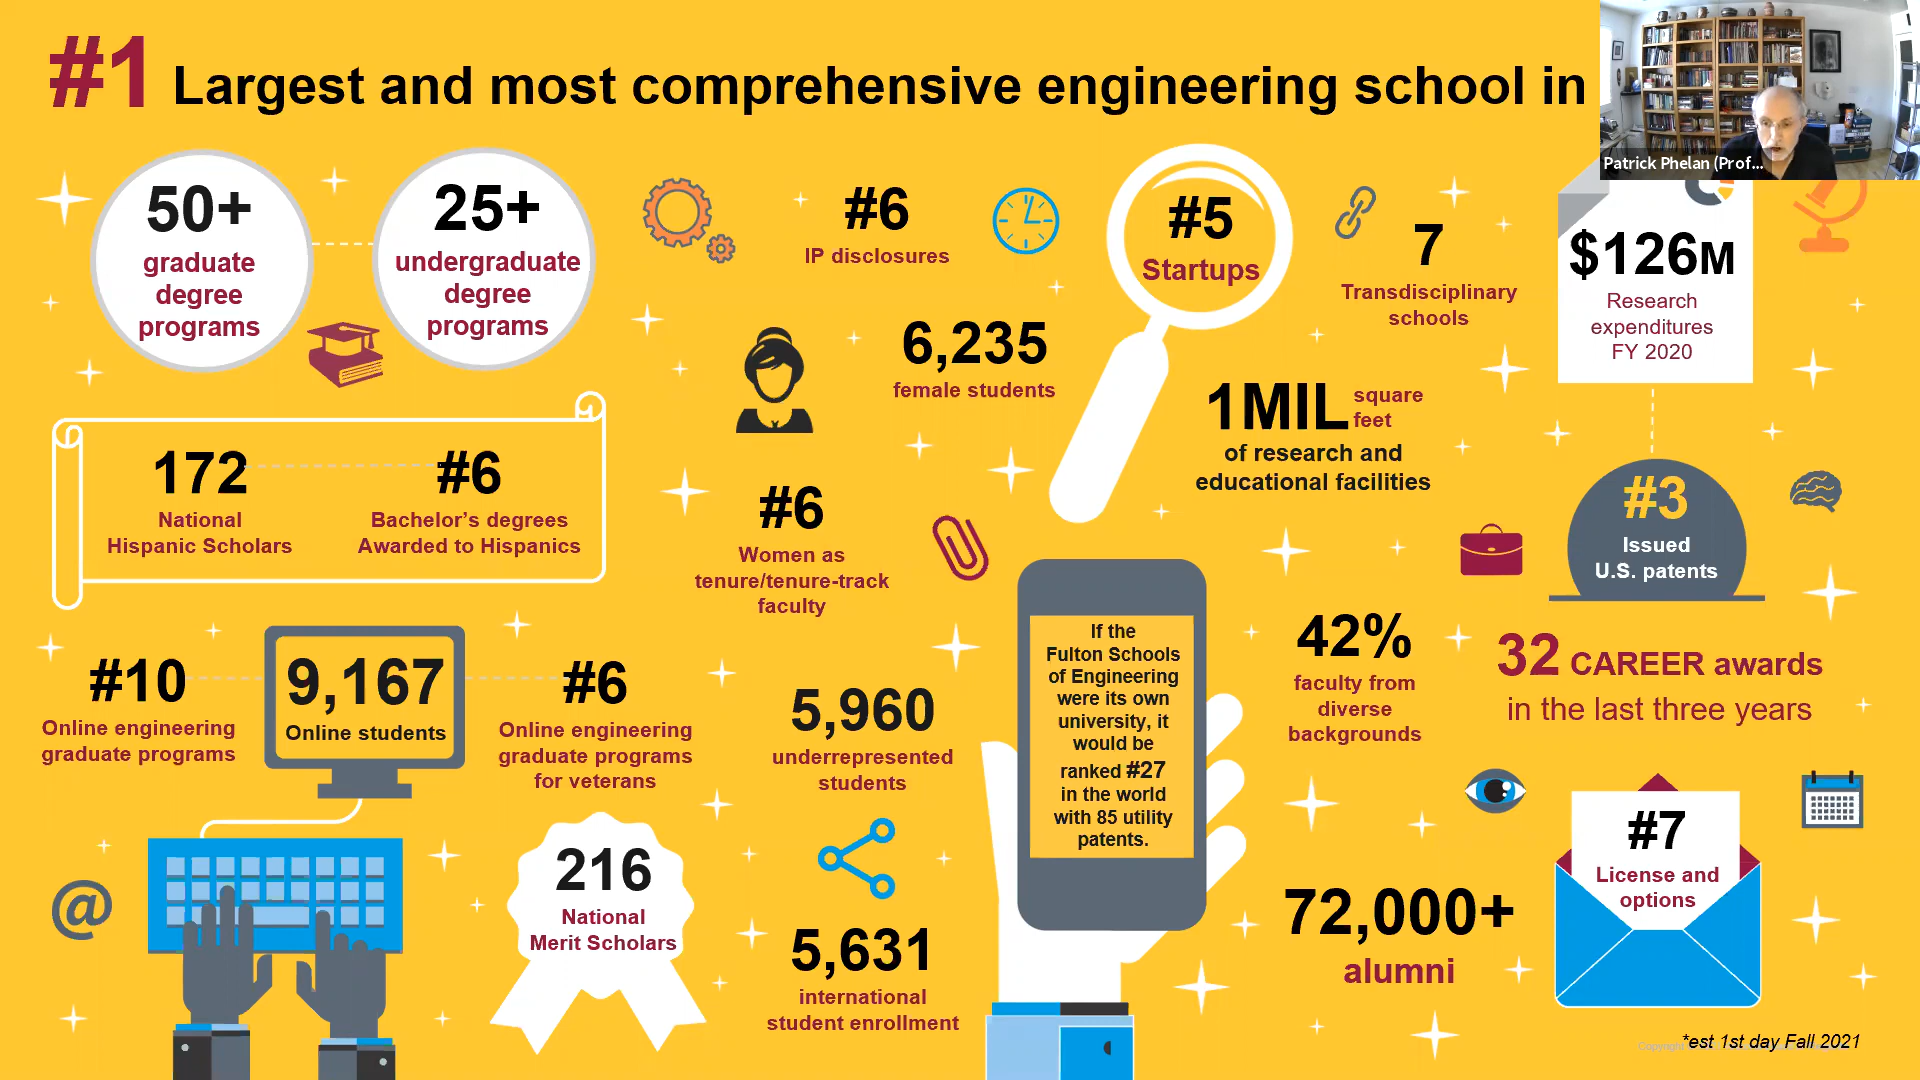 #1 Largest and most comprehensive engineering school in
Patrick Phelan (Prof...
50+
graduate
degree
programs
25+
undergraduate
degree
programs
#6
IP disclosures
#5
Startups
7
Transdisciplinary
schools
$126M
Research
expenditures
FY 2020
6,235
female students
1MIL square
feet
of research and
educational facilities
172
National
Hispanic Scholars
#6
Bachelor's degrees
Awarded to Hispanics
#6
Women as
tenure/tenure-track
faculty
#3
Issued
U.S. patents
#10
Online engineering
graduate programs
9,167
Online students
#6
Online engineering
graduate programs
for veterans
5,960
underrepresented
students
If the
Fulton Schools
of Engineering
were its own
university, it
would be
ranked #27
in the world
with 85 utility
patents.
42%
faculty from
diverse
backgrounds
32 CAREER awards
in the last three years
@
216
National
Merit Scholars
5,631
international
student enrollment
72,000+
alumni
#7
License and
options
Copyright
*est 1st day Fall 2021